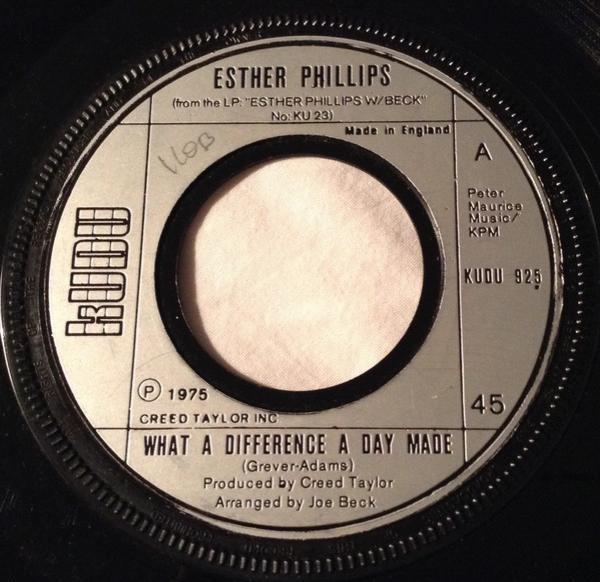 ESTHER PHILLIPS
(from the LP: "ESTHER PHILLIPS W/BECK"
No: KU 23)
Made in England
A
Peter
Maurice
Music/
KPM
KUDU
KUDU 925
℗ 1975
CREED TAYLOR INC
45
WHAT A DIFFERENCE A DAY MADE
(Grever-Adams)
Produced by Creed Taylor
Arranged by Joe Beck